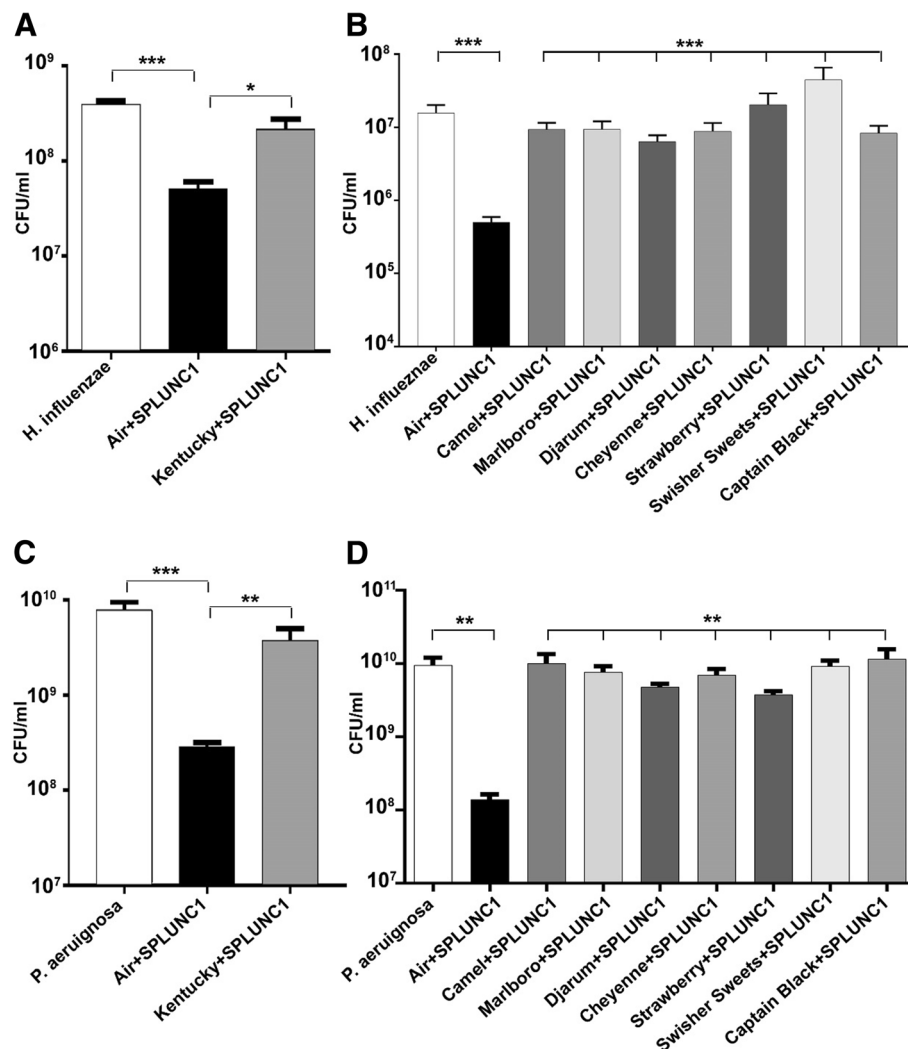 A
CFU/ml
10⁹
10⁸
10⁷
10⁶
***
*
H. influenzae
Air+SPLUNC1
Kentucky+SPLUNC1
B
CFU/ml
10⁸
10⁷
10⁶
10⁵
10⁴
***
***
H. influeznae
Air+SPLUNC1
Camel+SPLUNC1
Marlboro+SPLUNC1
Djarum+SPLUNC1
Cheyenne+SPLUNC1
Strawberry+SPLUNC1
Swisher Sweets+SPLUNC1
Captain Black+SPLUNC1
C
CFU/ml
10¹⁰
10⁹
10⁸
10⁷
***
**
P. aeruignosa
Air+SPLUNC1
Kentucky+SPLUNC1
D
CFU/ml
10¹¹
10¹⁰
10⁹
10⁸
10⁷
**
**
P. aeruignosa
Air+SPLUNC1
Camel+SPLUNC1
Marlboro+SPLUNC1
Djarum+SPLUNC1
Cheyenne+SPLUNC1
Strawberry+SPLUNC1
Swisher Sweets+SPLUNC1
Captain Black+SPLUNC1